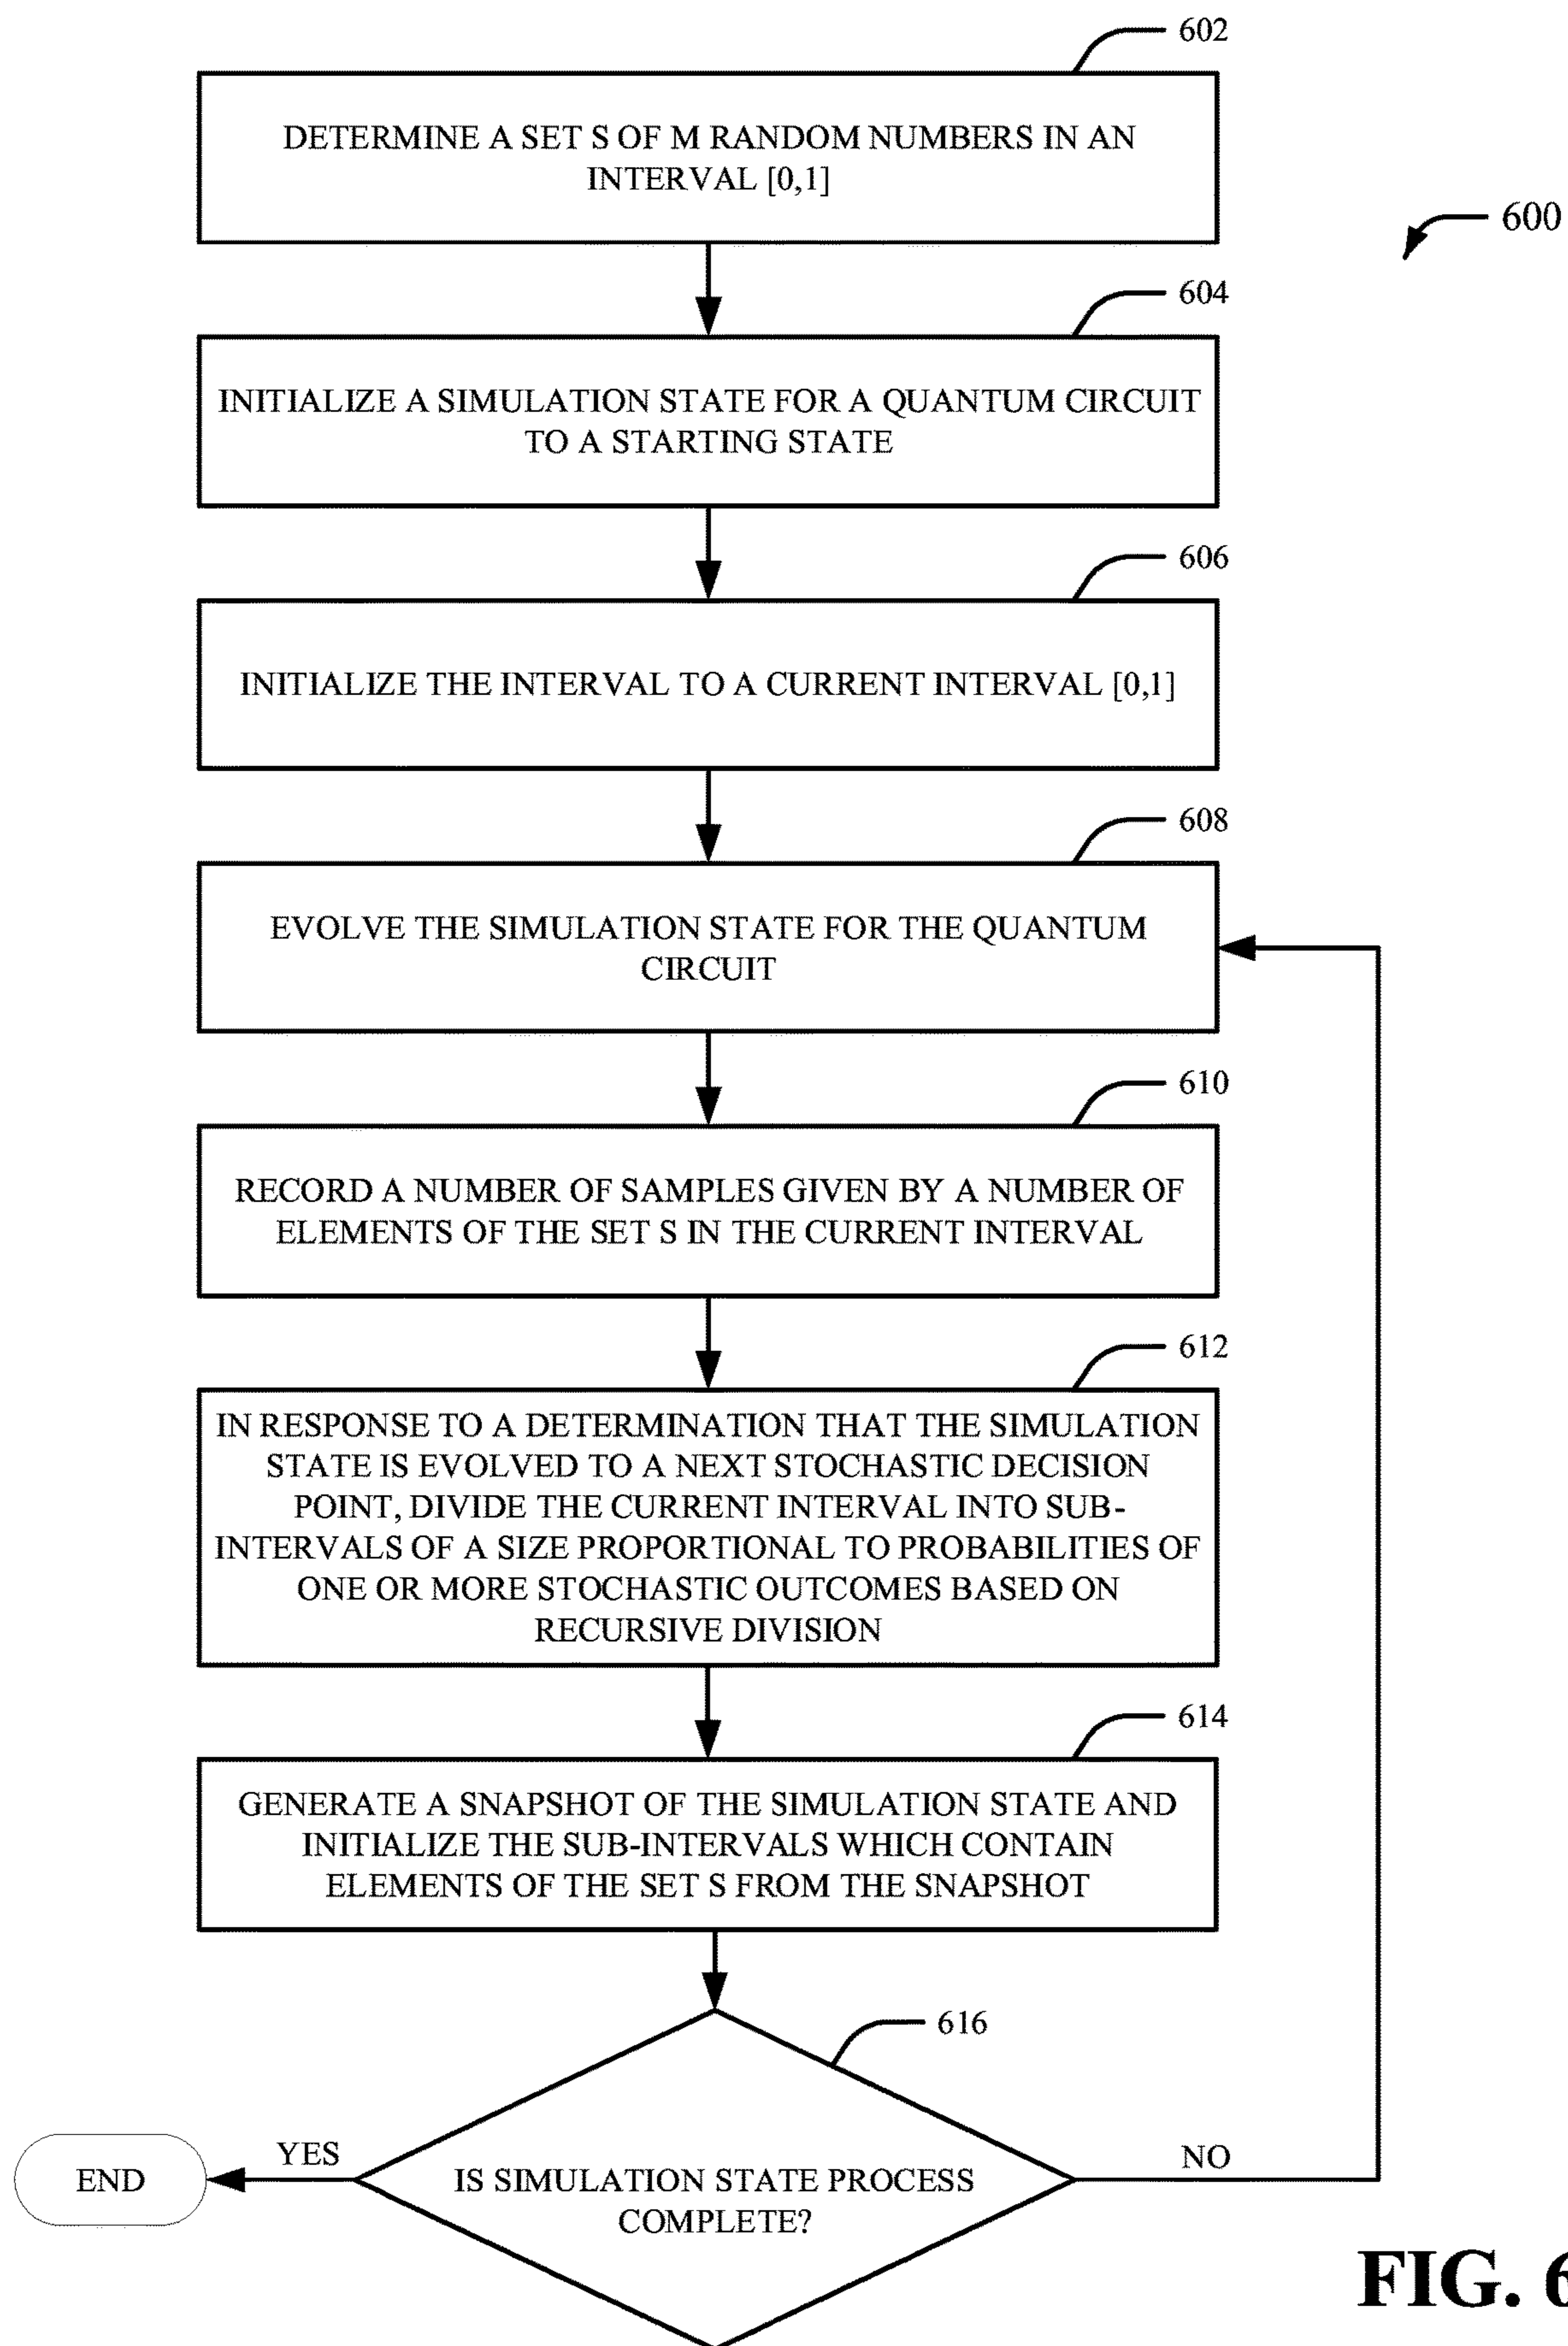 602
DETERMINE A SET S OF M RANDOM NUMBERS IN AN
INTERVAL [0,1]
600
604
INITIALIZE A SIMULATION STATE FOR A QUANTUM CIRCUIT
TO A STARTING STATE
606
INITIALIZE THE INTERVAL TO A CURRENT INTERVAL [0,1]
608
EVOLVE THE SIMULATION STATE FOR THE QUANTUM
CIRCUIT
610
RECORD A NUMBER OF SAMPLES GIVEN BY A NUMBER OF
ELEMENTS OF THE SET S IN THE CURRENT INTERVAL
612
IN RESPONSE TO A DETERMINATION THAT THE SIMULATION
STATE IS EVOLVED TO A NEXT STOCHASTIC DECISION
POINT, DIVIDE THE CURRENT INTERVAL INTO SUB-
INTERVALS OF A SIZE PROPORTIONAL TO PROBABILITIES OF
ONE OR MORE STOCHASTIC OUTCOMES BASED ON
RECURSIVE DIVISION
614
GENERATE A SNAPSHOT OF THE SIMULATION STATE AND
INITIALIZE THE SUB-INTERVALS WHICH CONTAIN
ELEMENTS OF THE SET S FROM THE SNAPSHOT
616
YES
NO
END
IS SIMULATION STATE PROCESS
COMPLETE?
FIG. 6